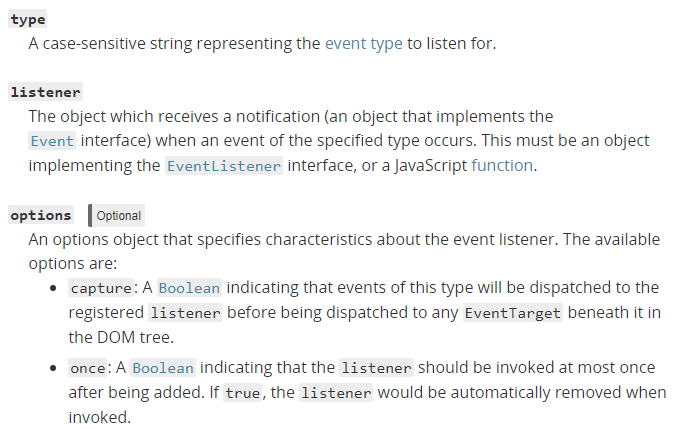 type
A case-sensitive string representing the event type to listen for.
listener
The object which receives a notification (an object that implements the
Event interface) when an event of the specified type occurs. This must be an object
implementing the EventListener interface, or a JavaScript function.
options Optional
An options object that specifies characteristics about the event listener. The available
options are:
• capture: A Boolean indicating that events of this type will be dispatched to the
registered listener before being dispatched to any EventTarget beneath it in
the DOM tree.
• once: A Boolean indicating that the listener should be invoked at most once
after being added. If true, the listener would be automatically removed when
invoked.